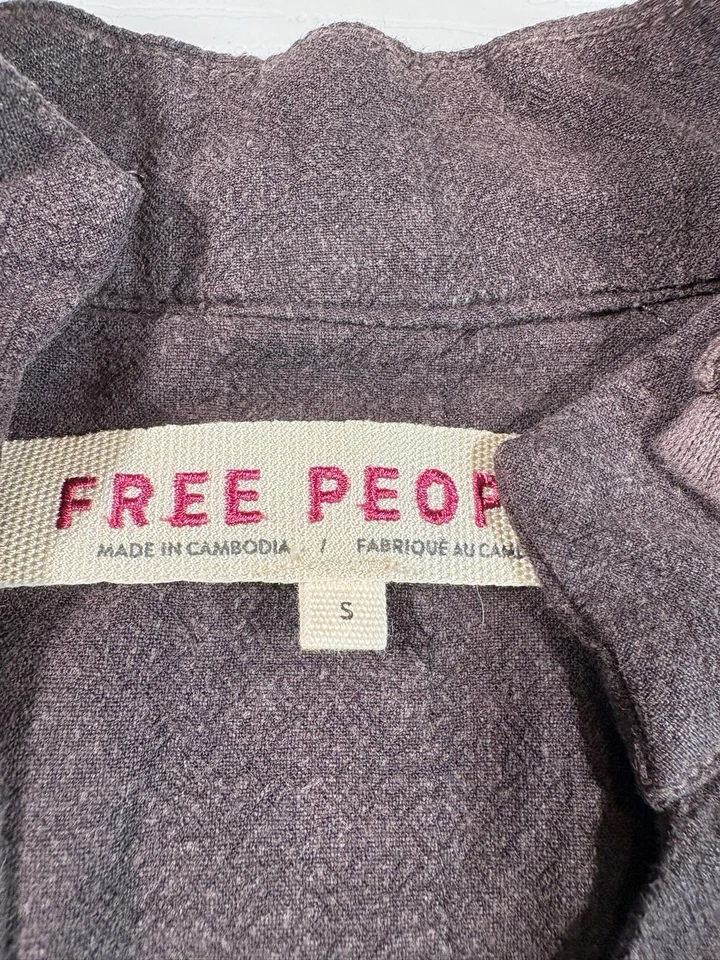 FREE PEOP
MADE IN CAMBODIA / FABRIQUÉ AU CAM
S